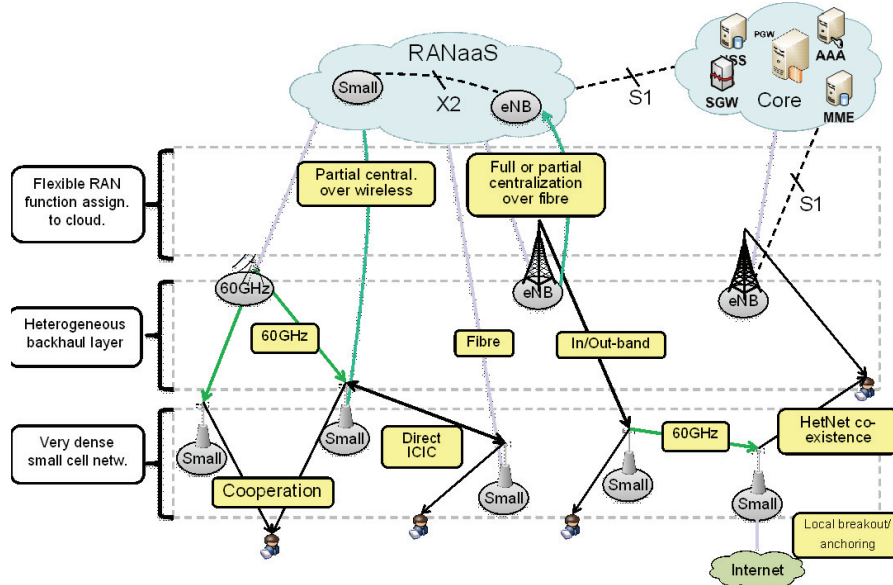 RANaaS
Small
X2
eNB
S1
PGW
AAA
SGW
Core
MME
S1
Flexible RAN
function assign.
to cloud.
Partial central.
over wireless
Full or partial
centralization
over fibre
60GHz
eNB
eNB
Heterogeneous
backhaul layer
60GHz
Fibre
In/Out-band
Very dense
small cell netw.
Small
Small
Direct
ICIC
60GHz
HetNet co-
existence
Cooperation
Small
Small
Small
Local breakout/
anchoring
Internet